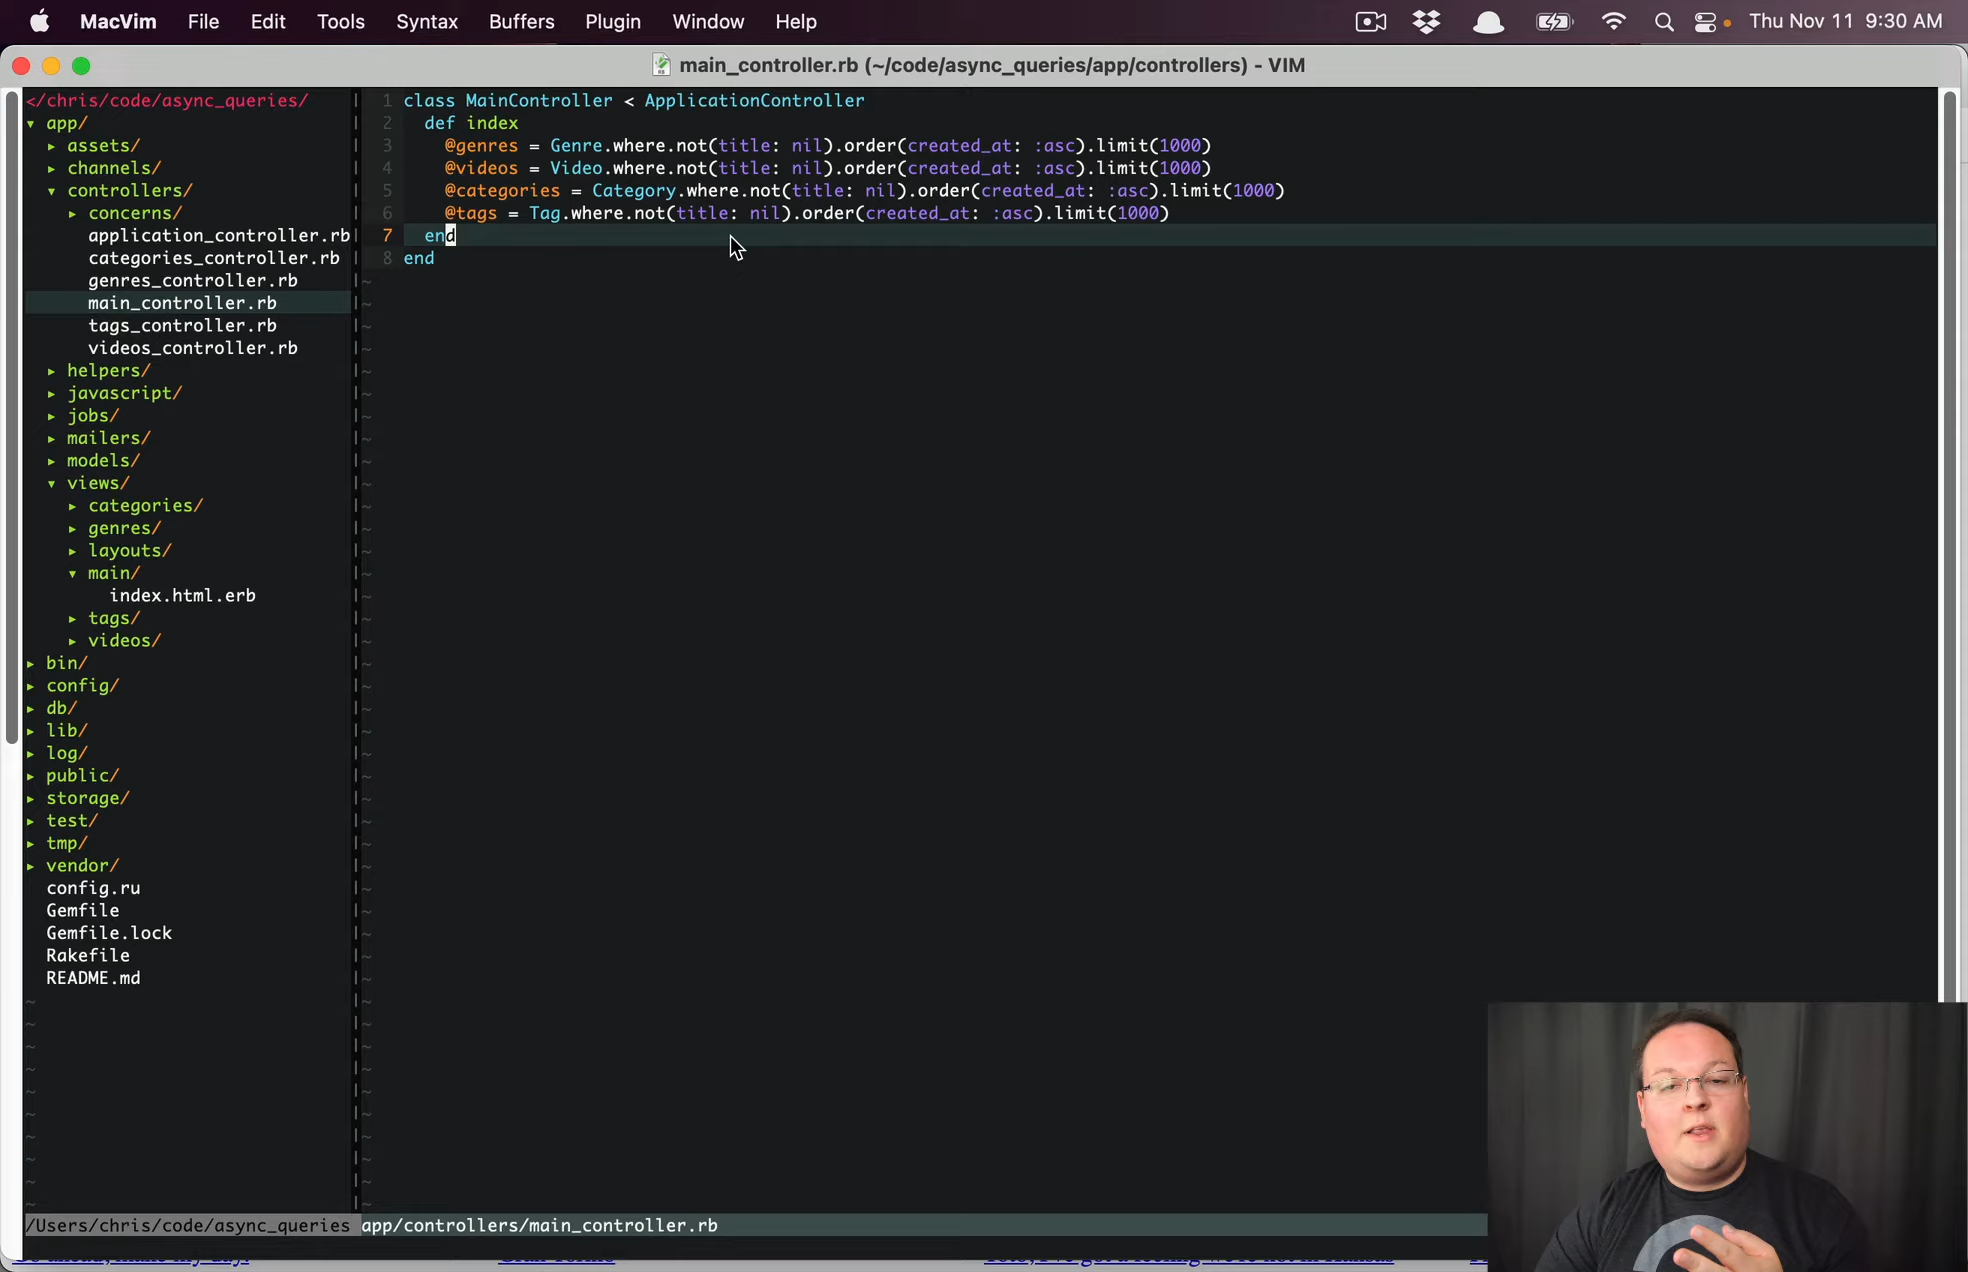 MacVim File Edit Tools Syntax Buffers Plugin Window Help Thu Nov 11 9:30 AM
main_controller.rb (~/code/async_queries/app/controllers) - VIM
</chris/code/async_queries/
▾ app/
▸ assets/
▸ channels/
▾ controllers/
▸ concerns/
application_controller.rb
categories_controller.rb
genres_controller.rb
main_controller.rb
tags_controller.rb
videos_controller.rb
▸ helpers/
▸ javascript/
▸ jobs/
▸ mailers/
▸ models/
▾ views/
▸ categories/
▸ genres/
▸ layouts/
▾ main/
index.html.erb
▸ tags/
▸ videos/
▸ bin/
▸ config/
▸ db/
▸ lib/
▸ log/
▸ public/
▸ storage/
▸ test/
▸ tmp/
▸ vendor/
config.ru
Gemfile
Gemfile.lock
Rakefile
README.md
1 class MainController < ApplicationController
2 def index
3 @genres = Genre.where.not(title: nil).order(created_at: :asc).limit(1000)
4 @videos = Video.where.not(title: nil).order(created_at: :asc).limit(1000)
5 @categories = Category.where.not(title: nil).order(created_at: :asc).limit(1000)
6 @tags = Tag.where.not(title: nil).order(created_at: :asc).limit(1000)
7 end
8 end
/Users/chris/code/async_queries app/controllers/main_controller.rb